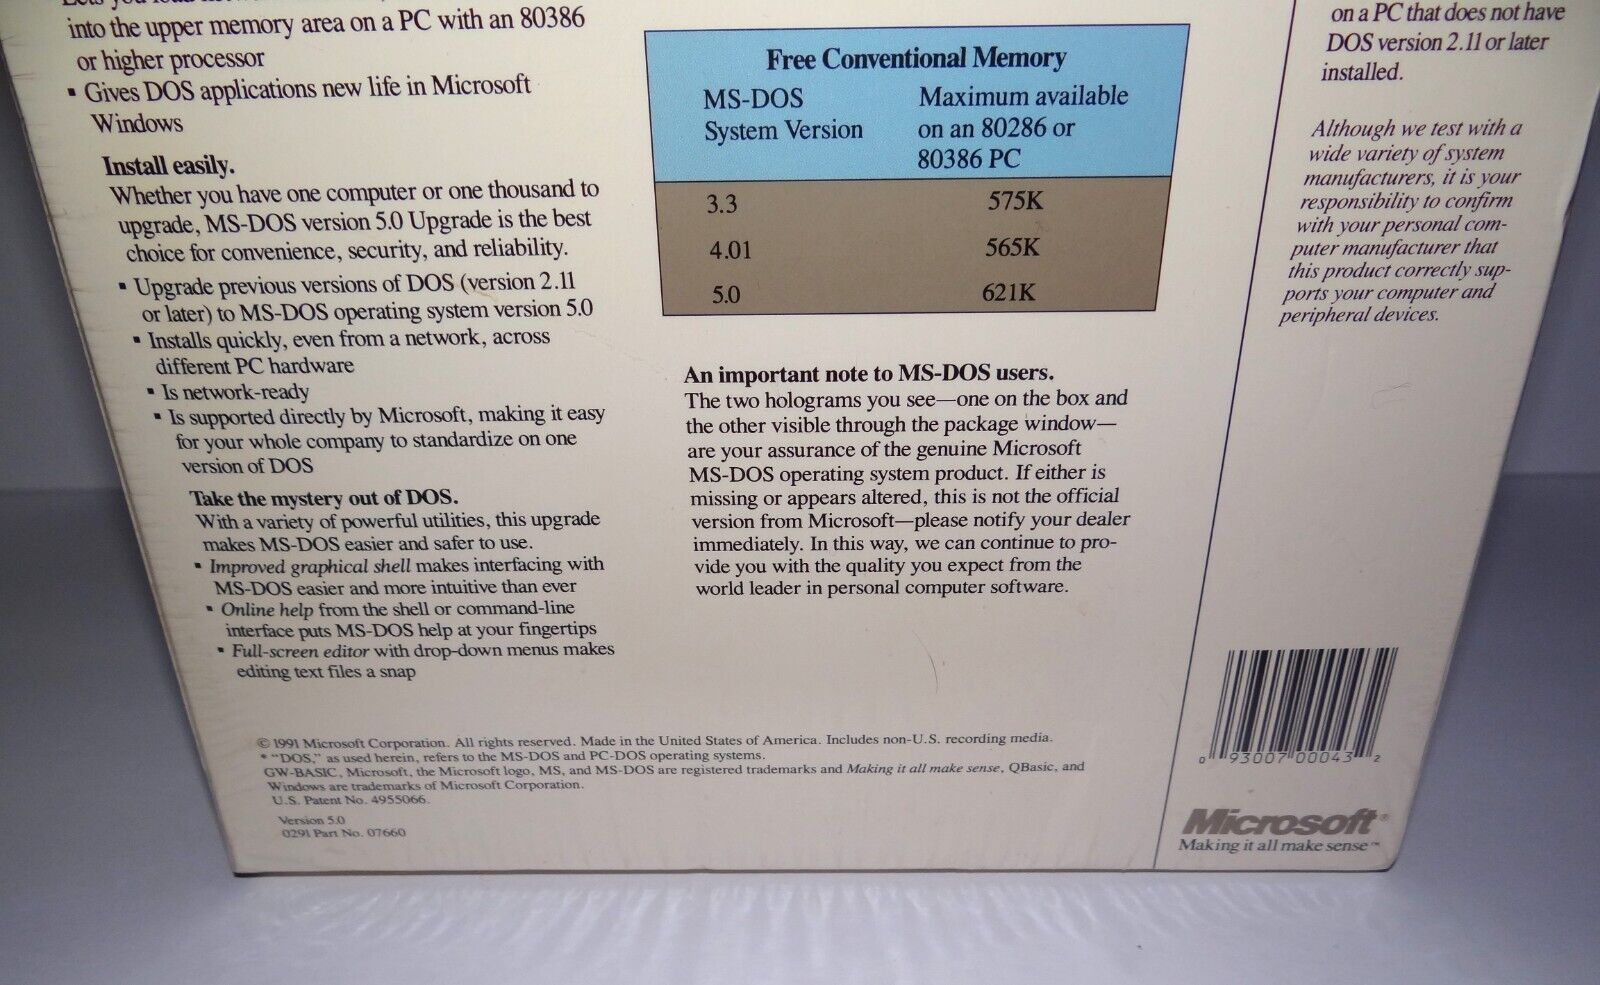 into the upper memory area on a PC with an 80386
or higher processor
▪ Gives DOS applications new life in Microsoft
Windows
Install easily.
Whether you have one computer or one thousand to
upgrade, MS-DOS version 5.0 Upgrade is the best
choice for convenience, security, and reliability.
▪ Upgrade previous versions of DOS (version 2.11
or later) to MS-DOS operating system version 5.0
▪ Installs quickly, even from a network, across
different PC hardware
▪ Is network-ready
▪ Is supported directly by Microsoft, making it easy
for your whole company to standardize on one
version of DOS
Take the mystery out of DOS.
With a variety of powerful utilities, this upgrade
makes MS-DOS easier and safer to use.
▪ Improved graphical shell makes interfacing with
MS-DOS easier and more intuitive than ever
▪ Online help from the shell or command-line
interface puts MS-DOS help at your fingertips
▪ Full-screen editor with drop-down menus makes
editing text files a snap
Free Conventional Memory
MS-DOS Maximum available
System Version on an 80286 or
80386 PC
3.3 575K
4.01 565K
5.0 621K
An important note to MS-DOS users.
The two holograms you see—one on the box and
the other visible through the package window—
are your assurance of the genuine Microsoft
MS-DOS operating system product. If either is
missing or appears altered, this is not the official
version from Microsoft—please notify your dealer
immediately. In this way, we can continue to pro-
vide you with the quality you expect from the
world leader in personal computer software.
on a PC that does not have
DOS version 2.11 or later
installed.
Although we test with a
wide variety of system
manufacturers, it is your
responsibility to confirm
with your personal com-
puter manufacturer that
this product correctly sup-
ports your computer and
peripheral devices.
© 1991 Microsoft Corporation. All rights reserved. Made in the United States of America. Includes non-U.S. recording media.
* "DOS," as used herein, refers to the MS-DOS and PC-DOS operating systems.
GW-BASIC, Microsoft, the Microsoft logo, MS, and MS-DOS are registered trademarks and Making it all make sense, QBasic, and
Windows are trademarks of Microsoft Corporation.
U.S. Patent No. 4955066.
Version 5.0
0291 Part No. 07660
0 93007 00043 2
Microsoft®
Making it all make sense™